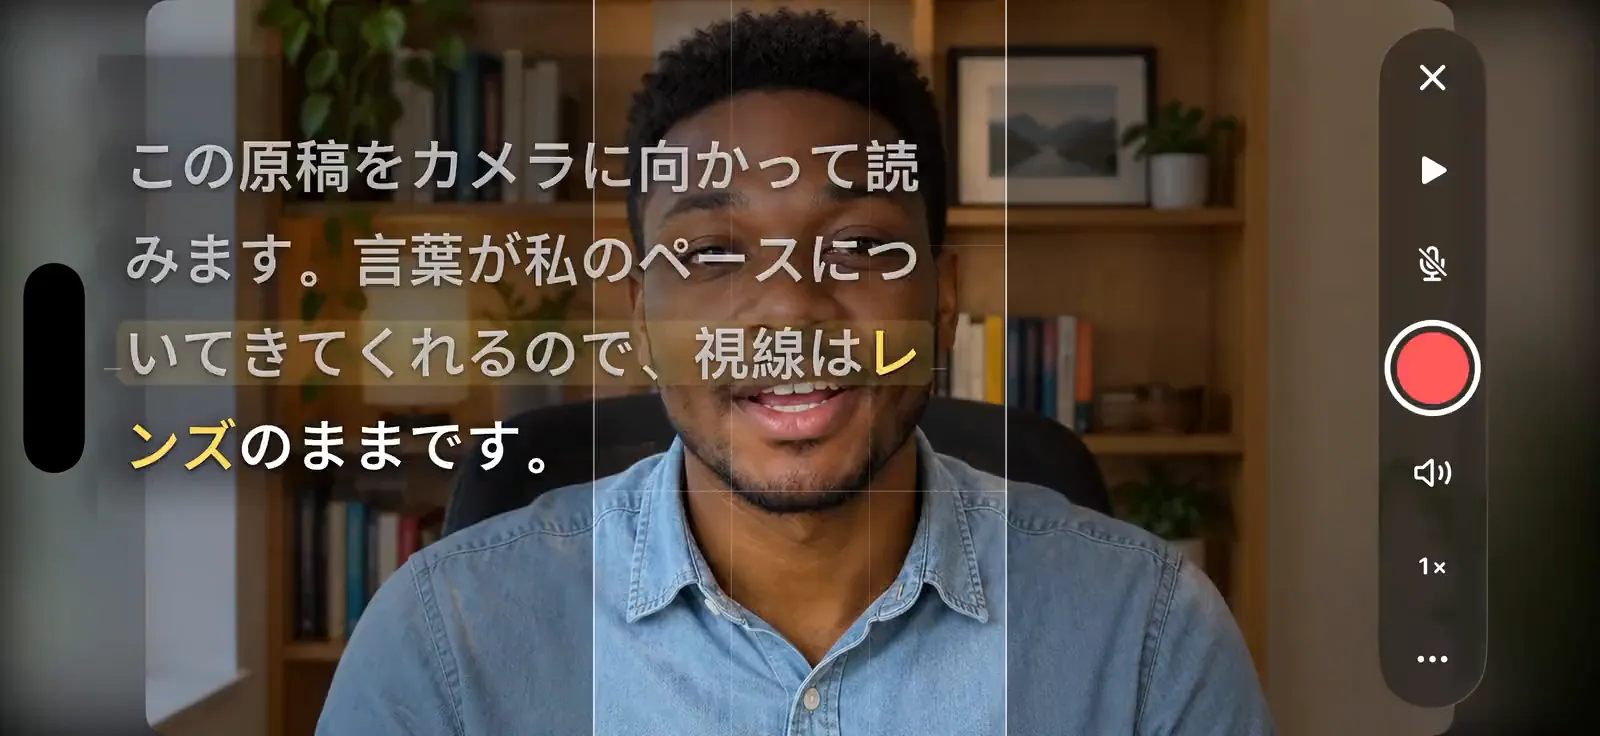 この原稿をカメラに向かって読
みます。言葉が私のペースにつ
いてきてくれるので、視線はレ
ンズのままです。
1×